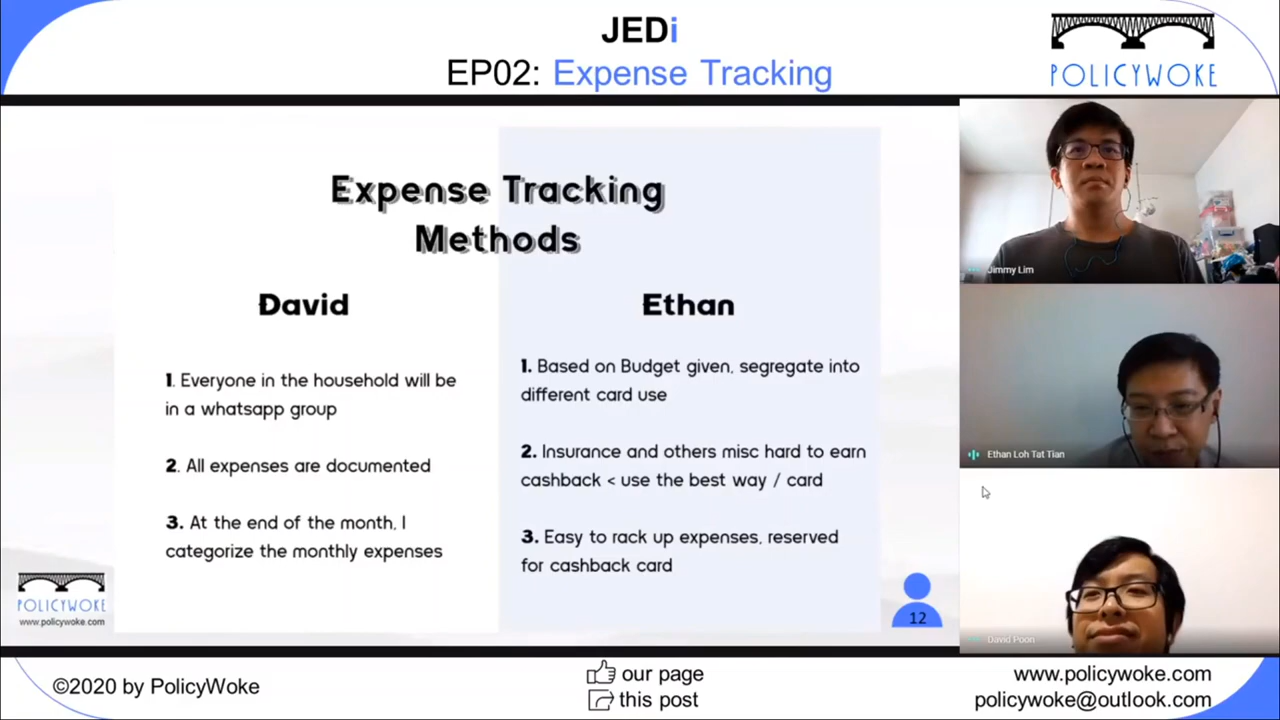 JEDi
EP02: Expense Tracking
POLICYWOKE
Expense Tracking
Methods
David
1. Everyone in the household will be
in a whatsapp group
2. All expenses are documented
3. At the end of the month, I
categorize the monthly expenses
Ethan
1. Based on Budget given, segregate into
different card use
2. Insurance and others misc hard to earn
cashback < use the best way / card
3. Easy to rack up expenses, reserved
for cashback card
POLICYWOKE
www.policywoke.com
12
Jimmy Lim
Ethan Loh Tat Tian
David Poon
©2020 by PolicyWoke
our page
this post
www.policywoke.com
policywoke@outlook.com